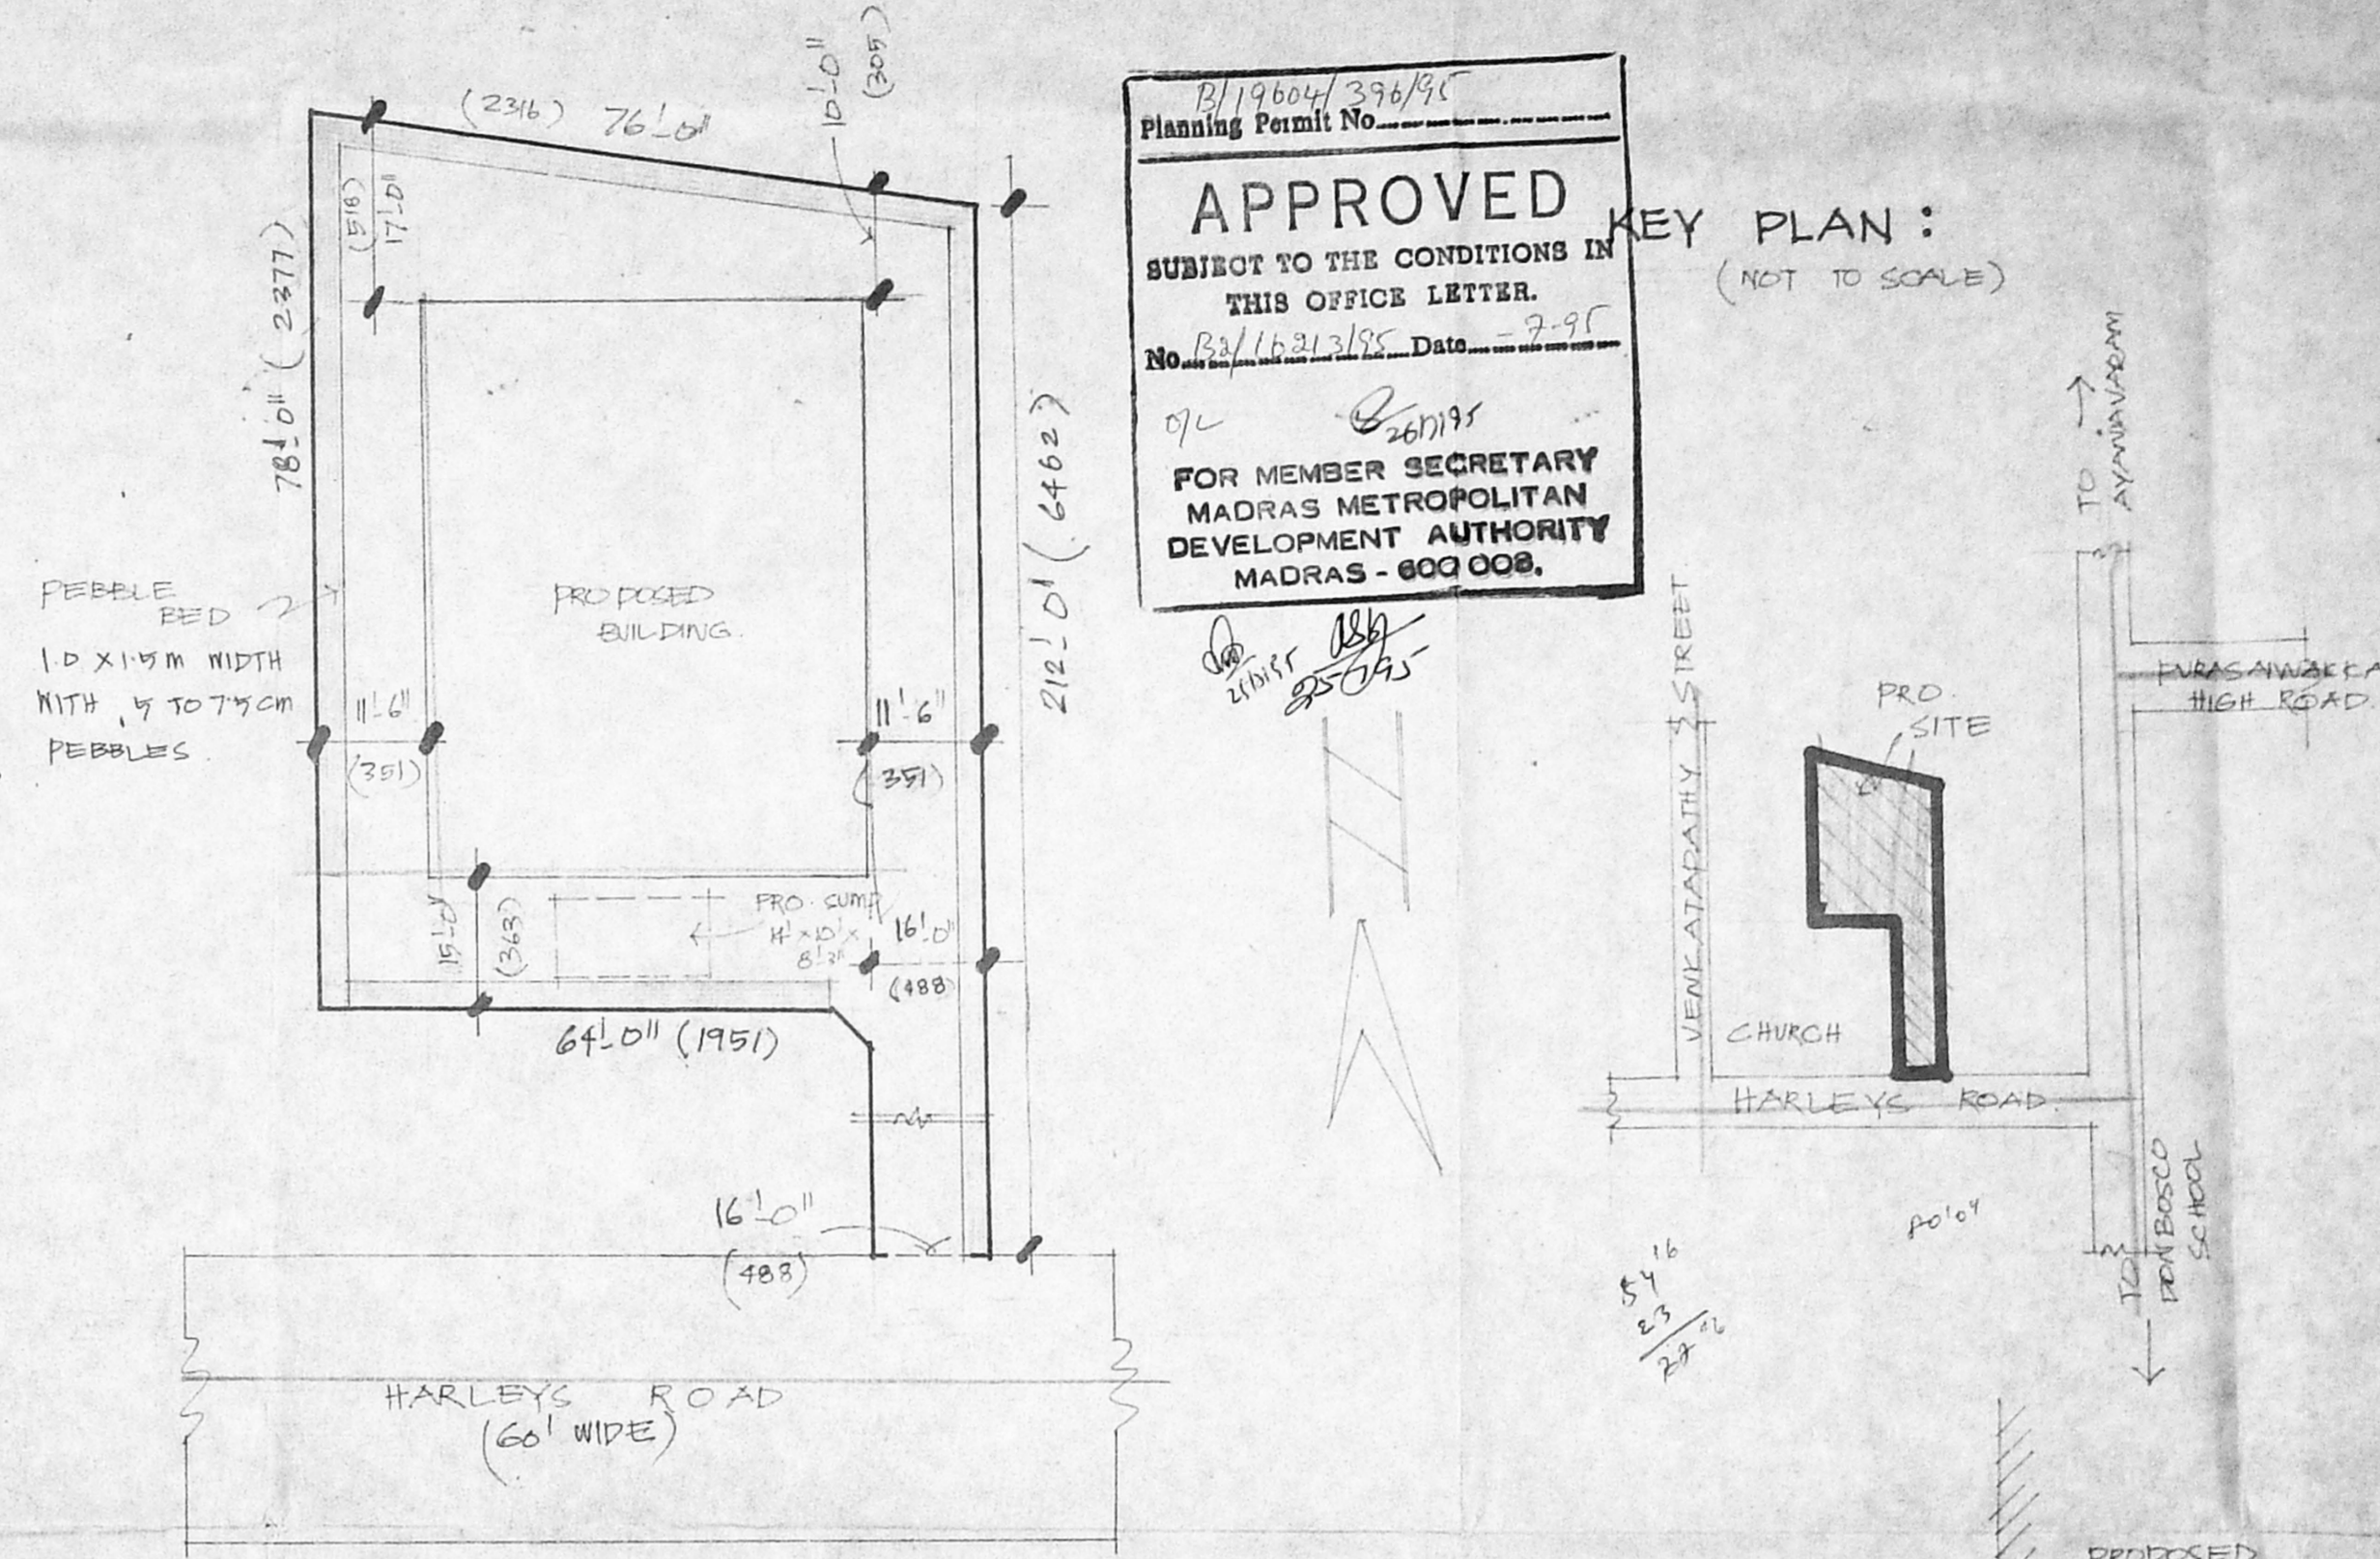 (2316) 76'-0"
10'-0"
(305)
(518)
17'-0"
78'-0" (2377)
212'-0" (6462)
PROPOSED
BUILDING.
PEBBLE
BED
1.0 X 1.5 M WIDTH
WITH .5 TO 7.5 CM
PEBBLES.
11'-6"
(351)
11'-6"
(351)
15'-0"
(363)
PRO. SUMP
14' x 10' x
8'-3"
16'-0"
(488)
64'-0" (1951)
16'-0"
(488)
HARLEYS ROAD
(60' WIDE)
B/19604/396/95
Planning Permit No
APPROVED
SUBJECT TO THE CONDITIONS IN
THIS OFFICE LETTER.
No. B2/16213/95 Date -7-95
O/L
FOR MEMBER SECRETARY
MADRAS METROPOLITAN
DEVELOPMENT AUTHORITY
MADRAS - 600 008.
N
KEY PLAN :
(NOT TO SCALE)
TO
AYANAVARAM
VENKATAPATHY STREET.
PRO.
SITE
HIGH ROAD.
CHURCH
HARLEYS ROAD.
TO
DON BOSCO
SCHOOL
PROPOSED